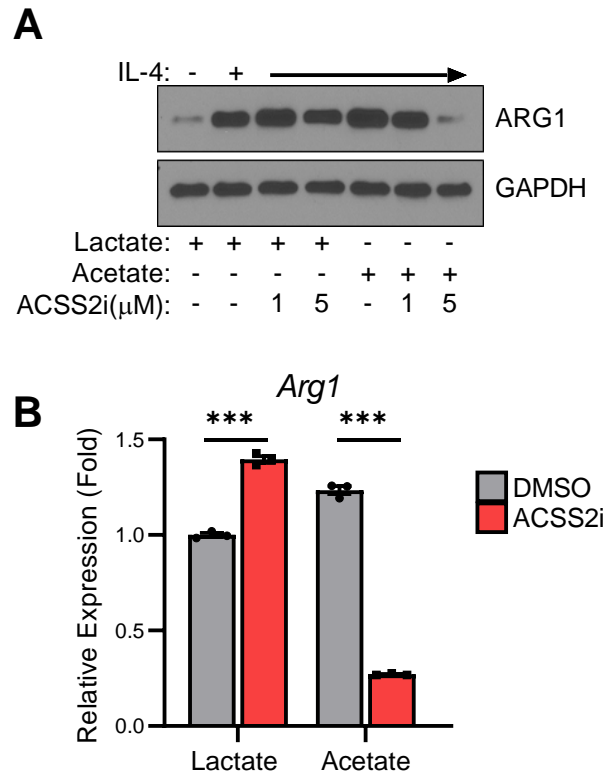 A
IL-4: - +
ARG1
GAPDH
Lactate: + + + + - - -
Acetate: - - - - + + +
ACSS2i(μM): - - 1 5 - 1 5
B
Arg1
*** ***
Relative Expression (Fold)
1.5
1.0
0.5
0.0
Lactate Acetate
DMSO
ACSS2i